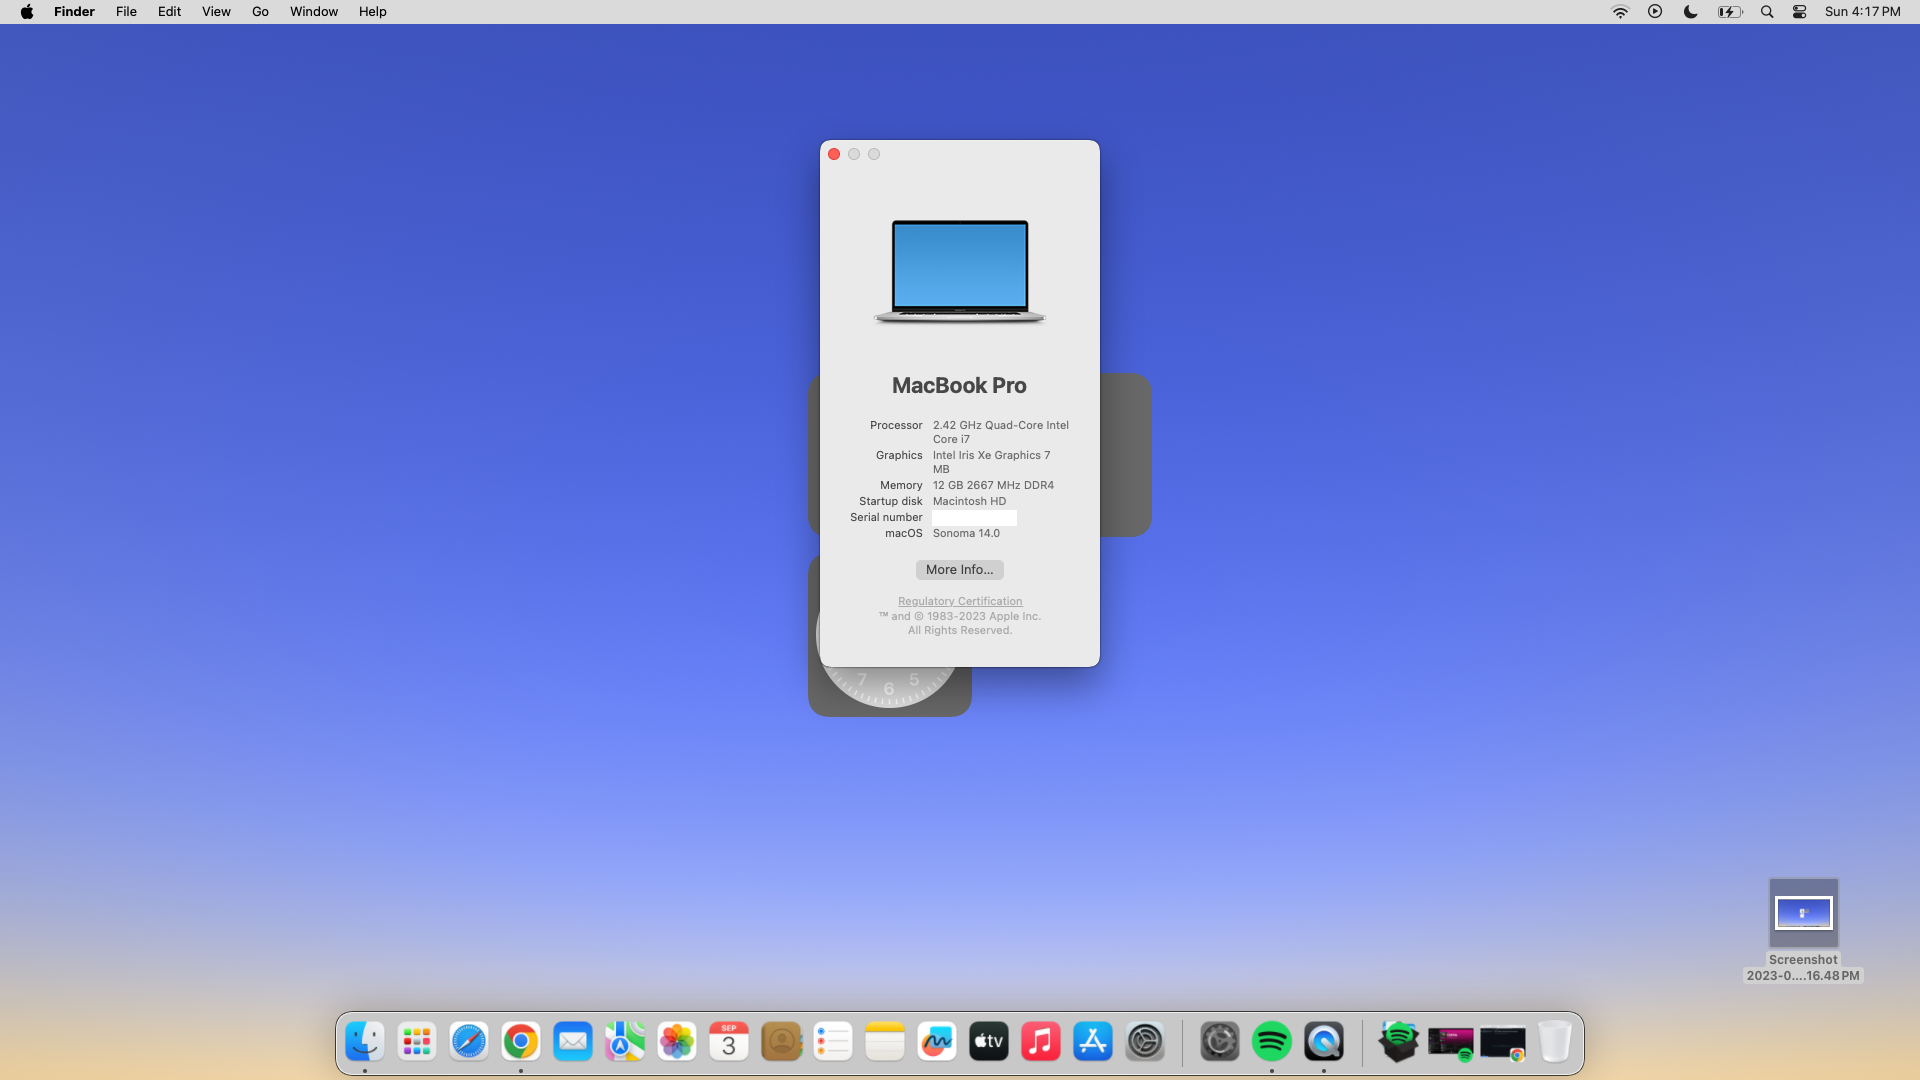 Finder File Edit View Go Window Help
Sun 4:17 PM
MacBook Pro
Processor 2.42 GHz Quad-Core Intel
Core i7
Graphics Intel Iris Xe Graphics 7
MB
Memory 12 GB 2667 MHz DDR4
Startup disk Macintosh HD
Serial number
macOS Sonoma 14.0
More Info...
Regulatory Certification
™ and © 1983-2023 Apple Inc.
All Rights Reserved.
7 6 5
Screenshot
2023-0....16.48 PM
SEP
3
tv